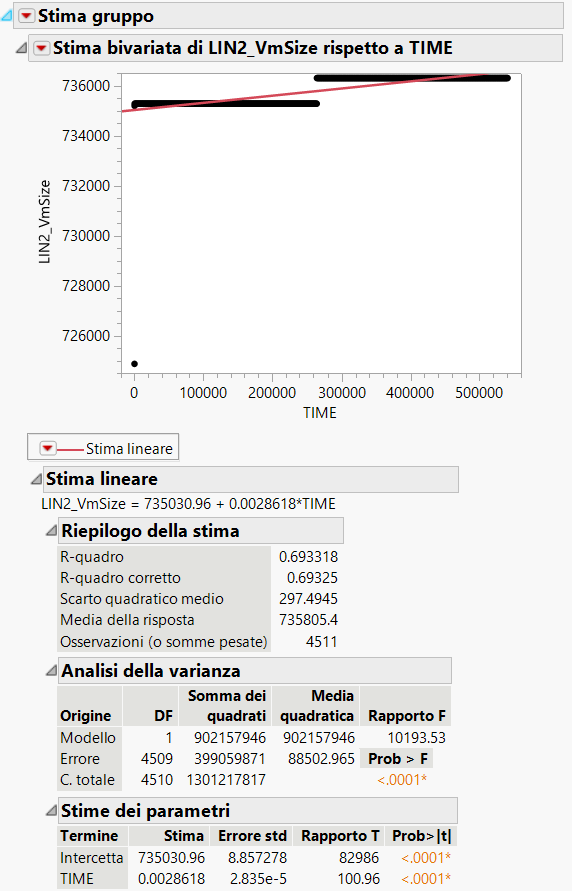 Stima gruppo
Stima bivariata di LIN2_VmSize rispetto a TIME
736000
734000
732000
730000
728000
726000
LIN2_VmSize
0 100000 200000 300000 400000 500000
TIME
Stima lineare
Stima lineare
LIN2_VmSize = 735030.96 + 0.0028618*TIME
Riepilogo della stima
R-quadro 0.693318
R-quadro corretto 0.69325
Scarto quadratico medio 297.4945
Media della risposta 735805.4
Osservazioni (o somme pesate) 4511
Analisi della varianza
Somma dei Media
Origine DF quadrati quadratica Rapporto F
Modello 1 902157946 902157946 10193.53
Errore 4509 399059871 88502.965 Prob > F
C. totale 4510 1301217817 <.0001*
Stime dei parametri
Termine Stima Errore std Rapporto T Prob>|t|
Intercetta 735030.96 8.857278 82986 <.0001*
TIME 0.0028618 2.835e-5 100.96 <.0001*